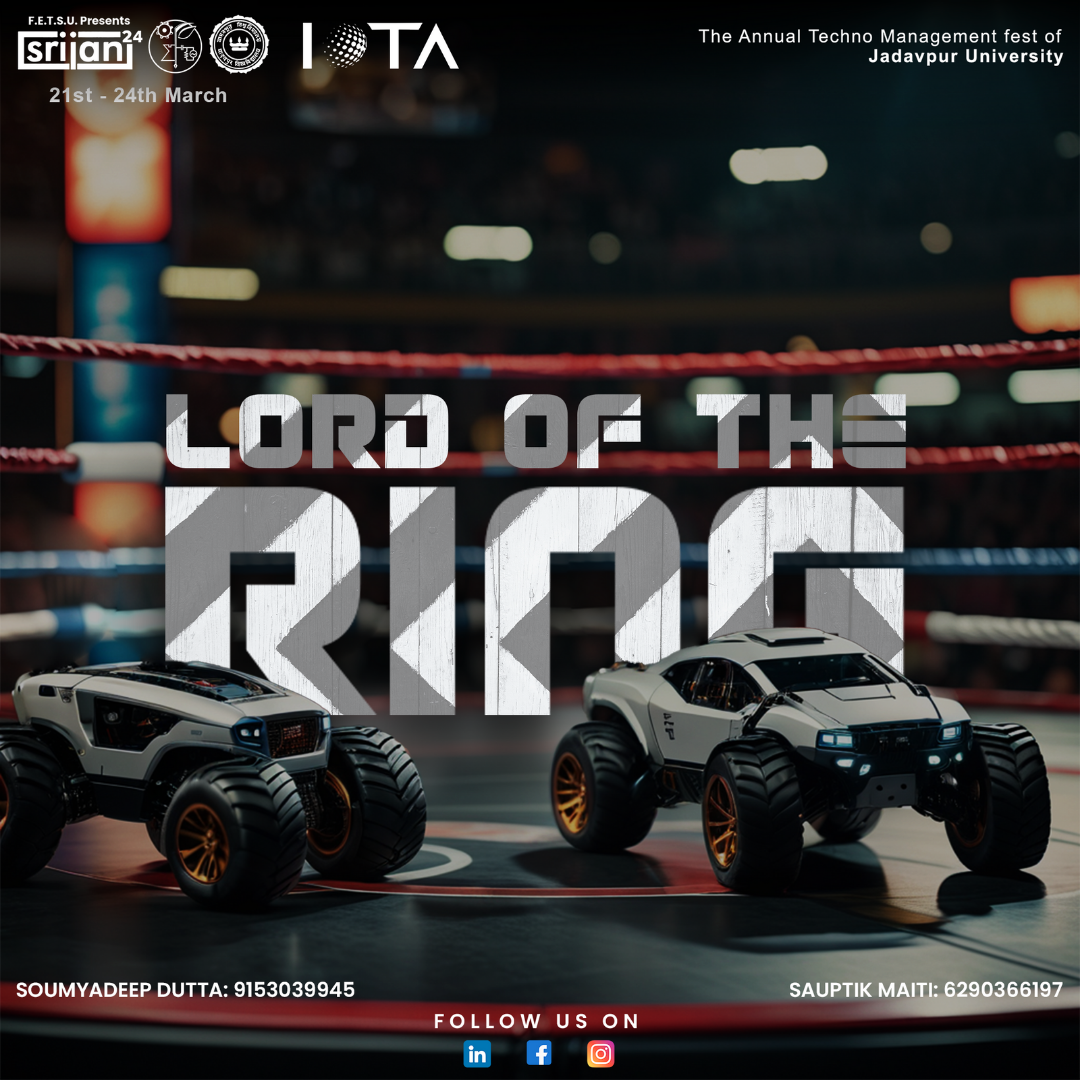 F.E.T.S.U. Presents
srijan'24
IOTA
21st - 24th March
The Annual Techno Management fest of
Jadavpur University
LORD OF THE
RING
SOUMYADEEP DUTTA: 9153039945
SAUPTIK MAITI: 6290366197
FOLLOW US ON
in
f